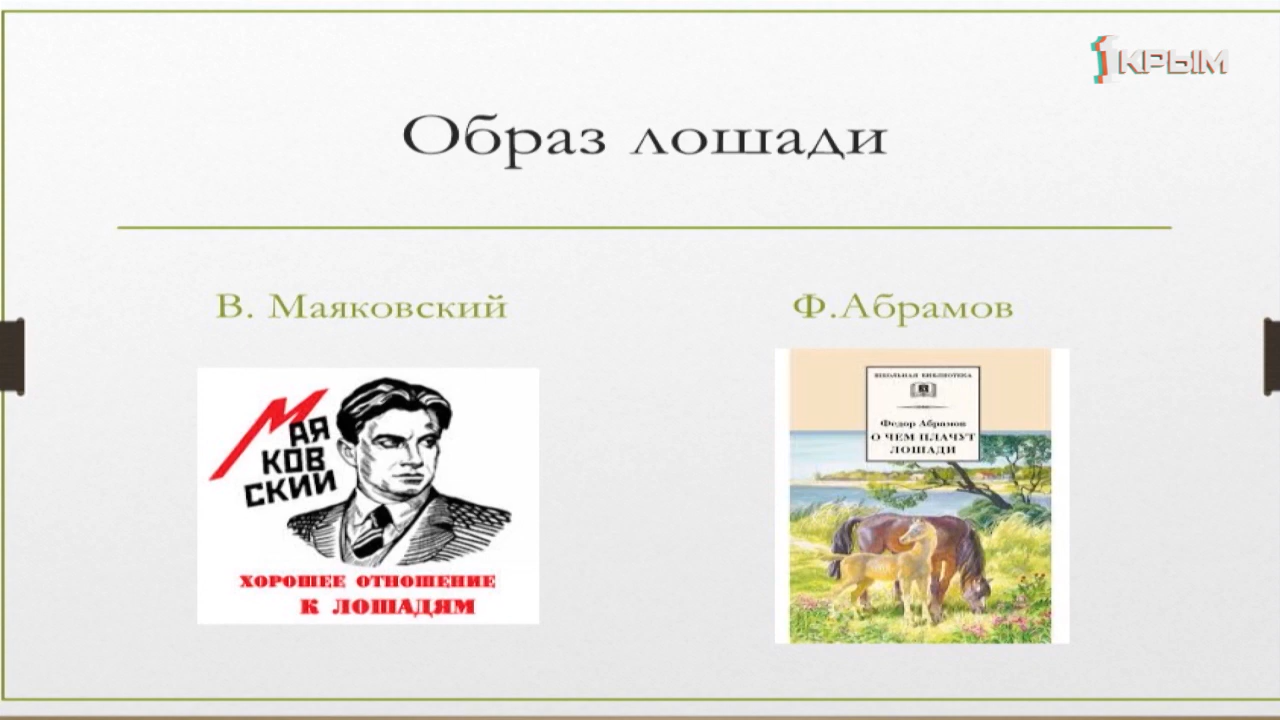 1КРЫМ
Образ лошади
В. Маяковский
Ф.Абрамов
МАЯ
КОВ
СКИЙ
ХОРОШЕЕ ОТНОШЕНИЕ
К ЛОШАДЯМ
ШКОЛЬНАЯ БИБЛИОТЕКА
Федор Абрамов
О ЧЕМ ПЛАЧУТ
ЛОШАДИ